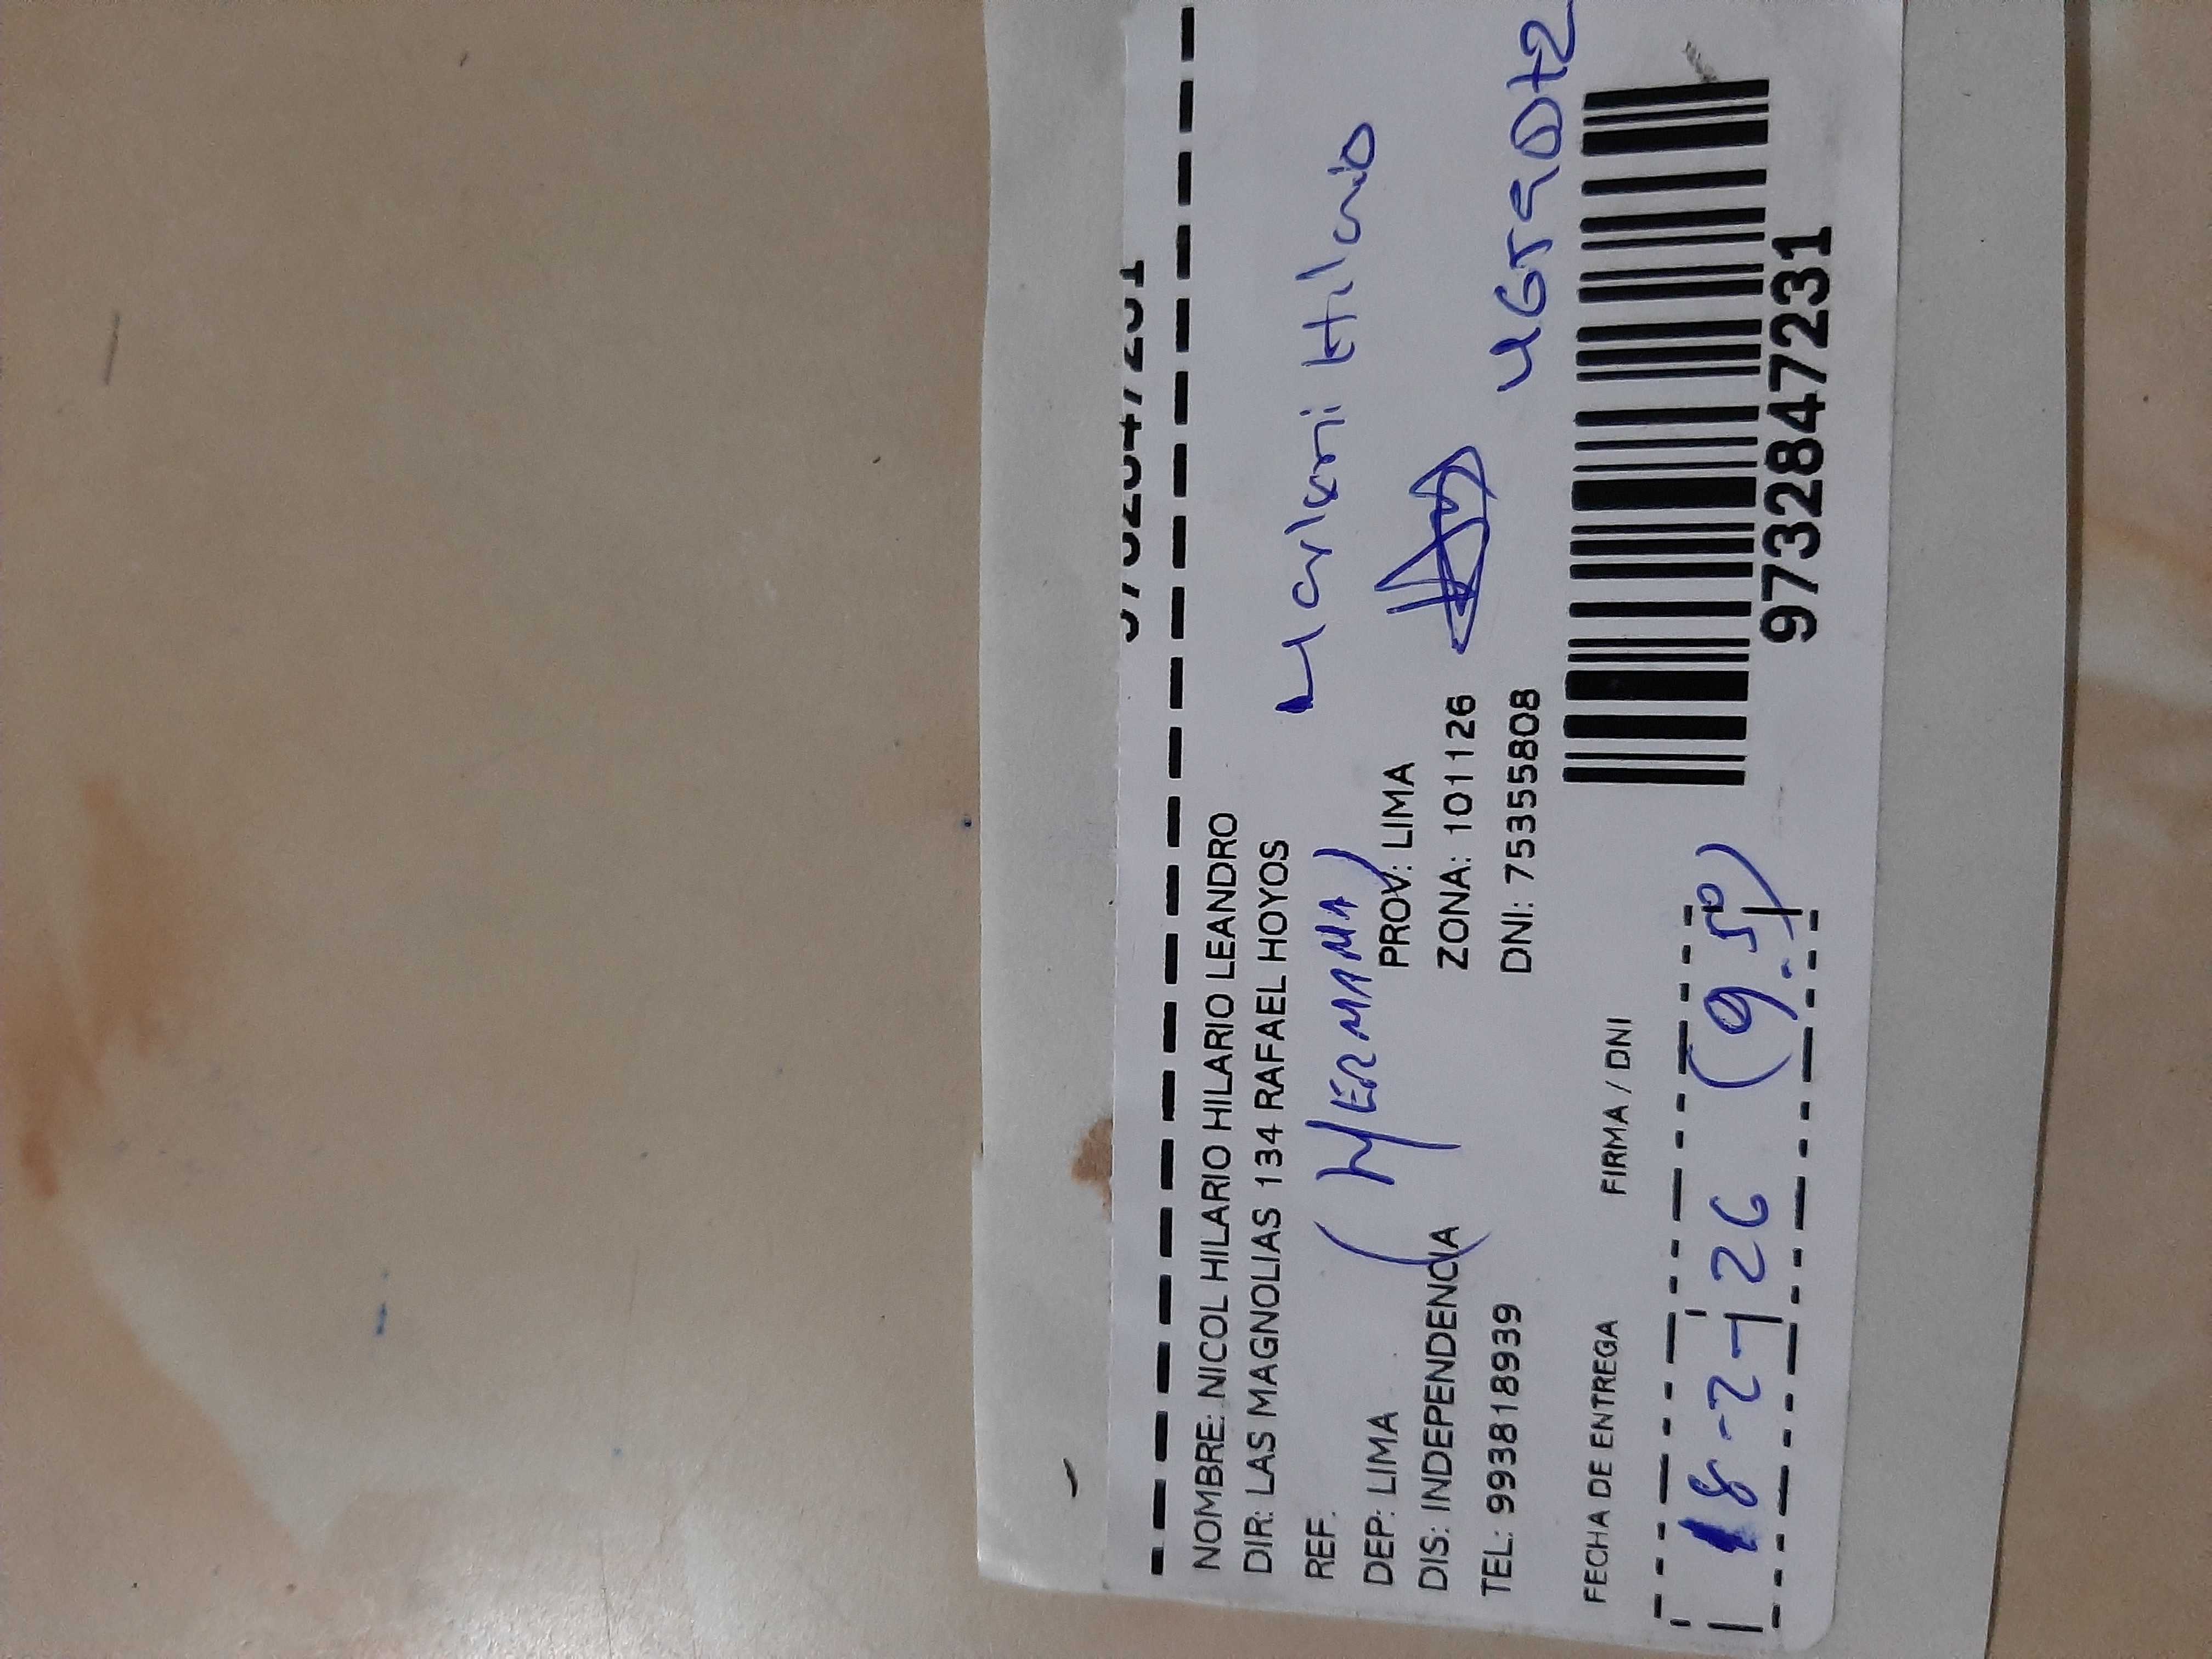 NOMBRE: NICOL HILARIO HILARIO LEANDRO
DIR: LAS MAGNOLIAS 134 RAFAEL HOYOS
REF.
(HERMANA)
DEP: LIMA
PROV: LIMA
DIS: INDEPENDENCIA
ZONA: 101126
TEL: 993818939
DNI: 75355808
FECHA DE ENTREGA
FIRMA / DNI
18-2-26 (9:50)
9732847231